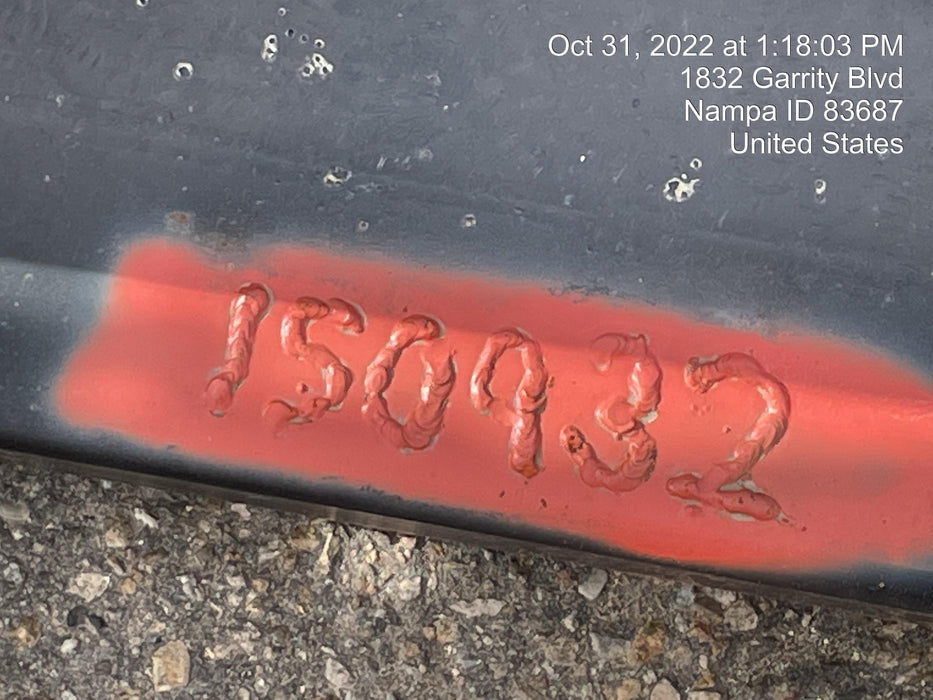 Oct 31, 2022 at 1:18:03 PM
1832 Garrity Blvd
Nampa ID 83687
United States
150932